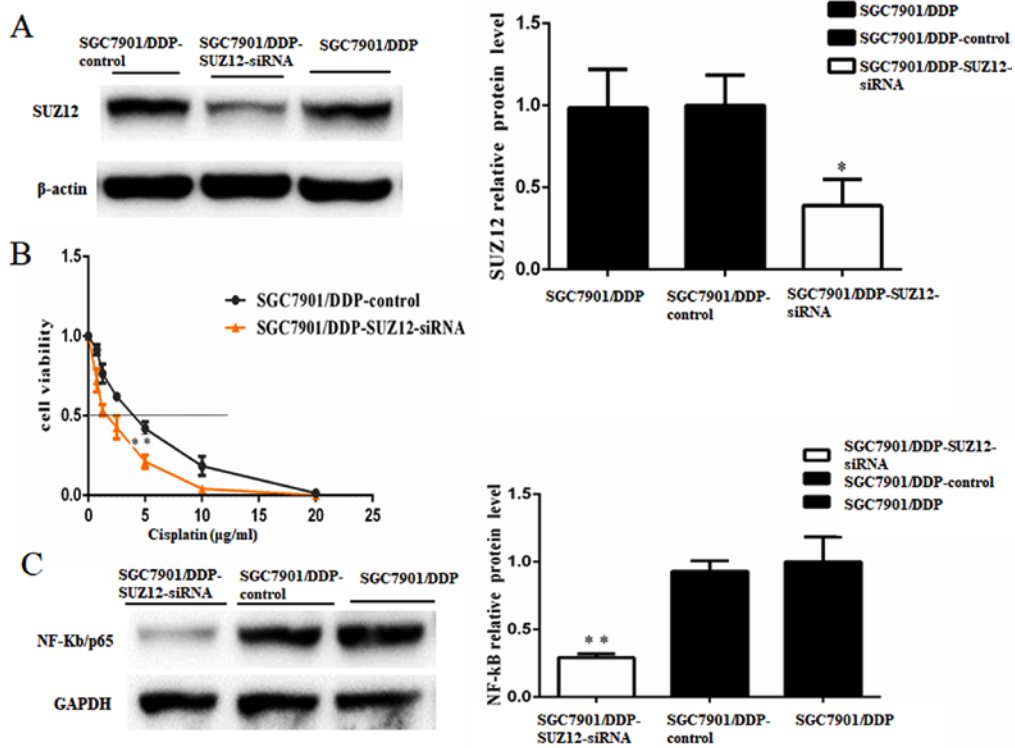 A
SGC7901/DDP-
control
SGC7901/DDP-
SUZ12-siRNA
SGC7901/DDP
SUZ12
β-actin
SGC7901/DDP
SGC7901/DDP-control
SGC7901/DDP-SUZ12-
siRNA
SUZ12 relative protein level
1.5
1.0
0.5
0.0
*
SGC7901/DDP
SGC7901/DDP-
control
SGC7901/DDP-SUZ12-
siRNA
B
cell viability
1.5
1.0
0.5
0.0
SGC7901/DDP-control
SGC7901/DDP-SUZ12-siRNA
* *
0
5
10
15
20
25
Cisplatin (μg/ml)
C
SGC7901/DDP-
SUZ12-siRNA
SGC7901/DDP-
control
SGC7901/DDP
NF-Kb/p65
GAPDH
SGC7901/DDP-SUZ12-
siRNA
SGC7901/DDP-control
SGC7901/DDP
NF-kB relative protein level
1.5
1.0
0.5
0.0
* *
SGC7901/DDP-
SUZ12-siRNA
SGC7901/DDP-
control
SGC7901/DDP